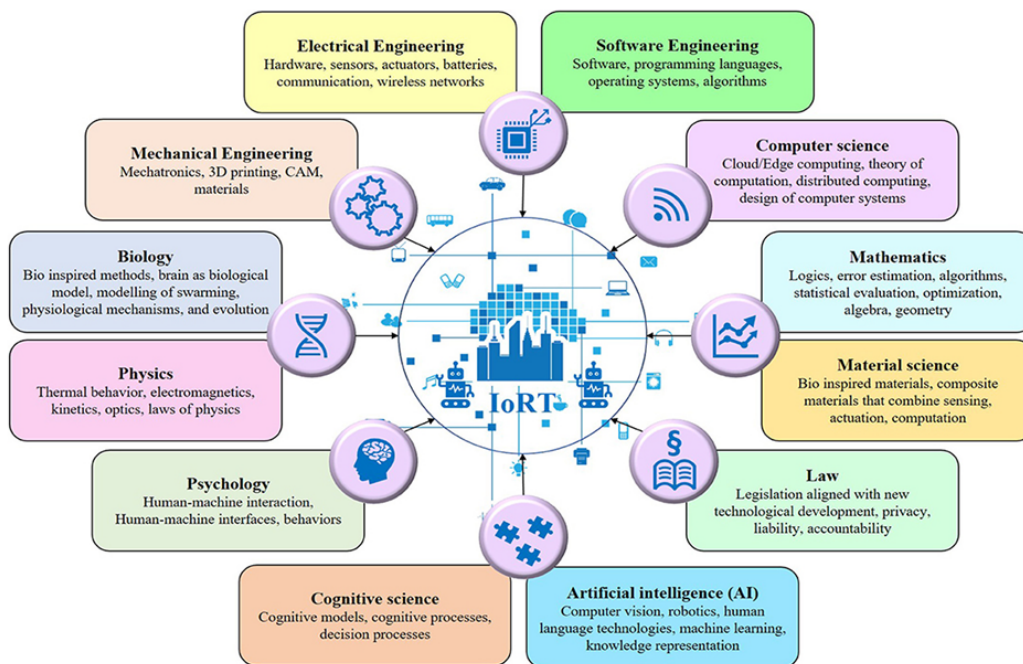 Electrical Engineering
Hardware, sensors, actuators, batteries,
communication, wireless networks
Software Engineering
Software, programming languages,
operating systems, algorithms
Mechanical Engineering
Mechatronics, 3D printing, CAM,
materials
Computer science
Cloud/Edge computing, theory of
computation, distributed computing,
design of computer systems
Biology
Bio inspired methods, brain as biological
model, modelling of swarming,
physiological mechanisms, and evolution
Mathematics
Logics, error estimation, algorithms,
statistical evaluation, optimization,
algebra, geometry
Physics
Thermal behavior, electromagnetics,
kinetics, optics, laws of physics
Material science
Bio inspired materials, composite
materials that combine sensing,
actuation, computation
IoRT
Psychology
Human-machine interaction,
Human-machine interfaces, behaviors
§
Law
Legislation aligned with new
technological development, privacy,
liability, accountability
Cognitive science
Cognitive models, cognitive processes,
decision processes
Artificial intelligence (AI)
Computer vision, robotics, human
language technologies, machine learning,
knowledge representation